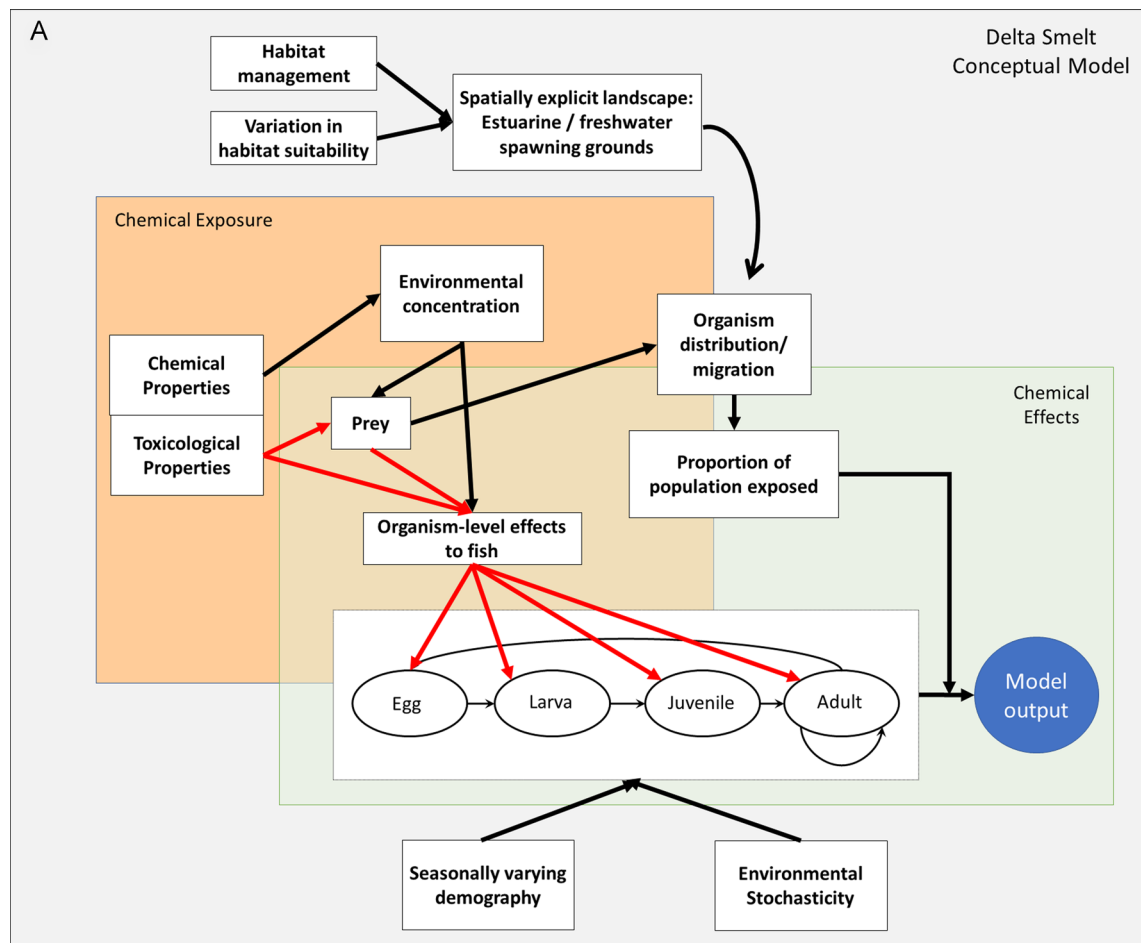 A
Delta Smelt
Conceptual Model
Habitat
management
Variation in
habitat suitability
Spatially explicit landscape:
Estuarine / freshwater
spawning grounds
Chemical Exposure
Environmental
concentration
Organism
distribution/
migration
Chemical
Properties
Toxicological
Properties
Prey
Chemical
Effects
Proportion of
population exposed
Organism-level effects
to fish
Egg
Larva
Juvenile
Adult
Model
output
Seasonally varying
demography
Environmental
Stochasticity